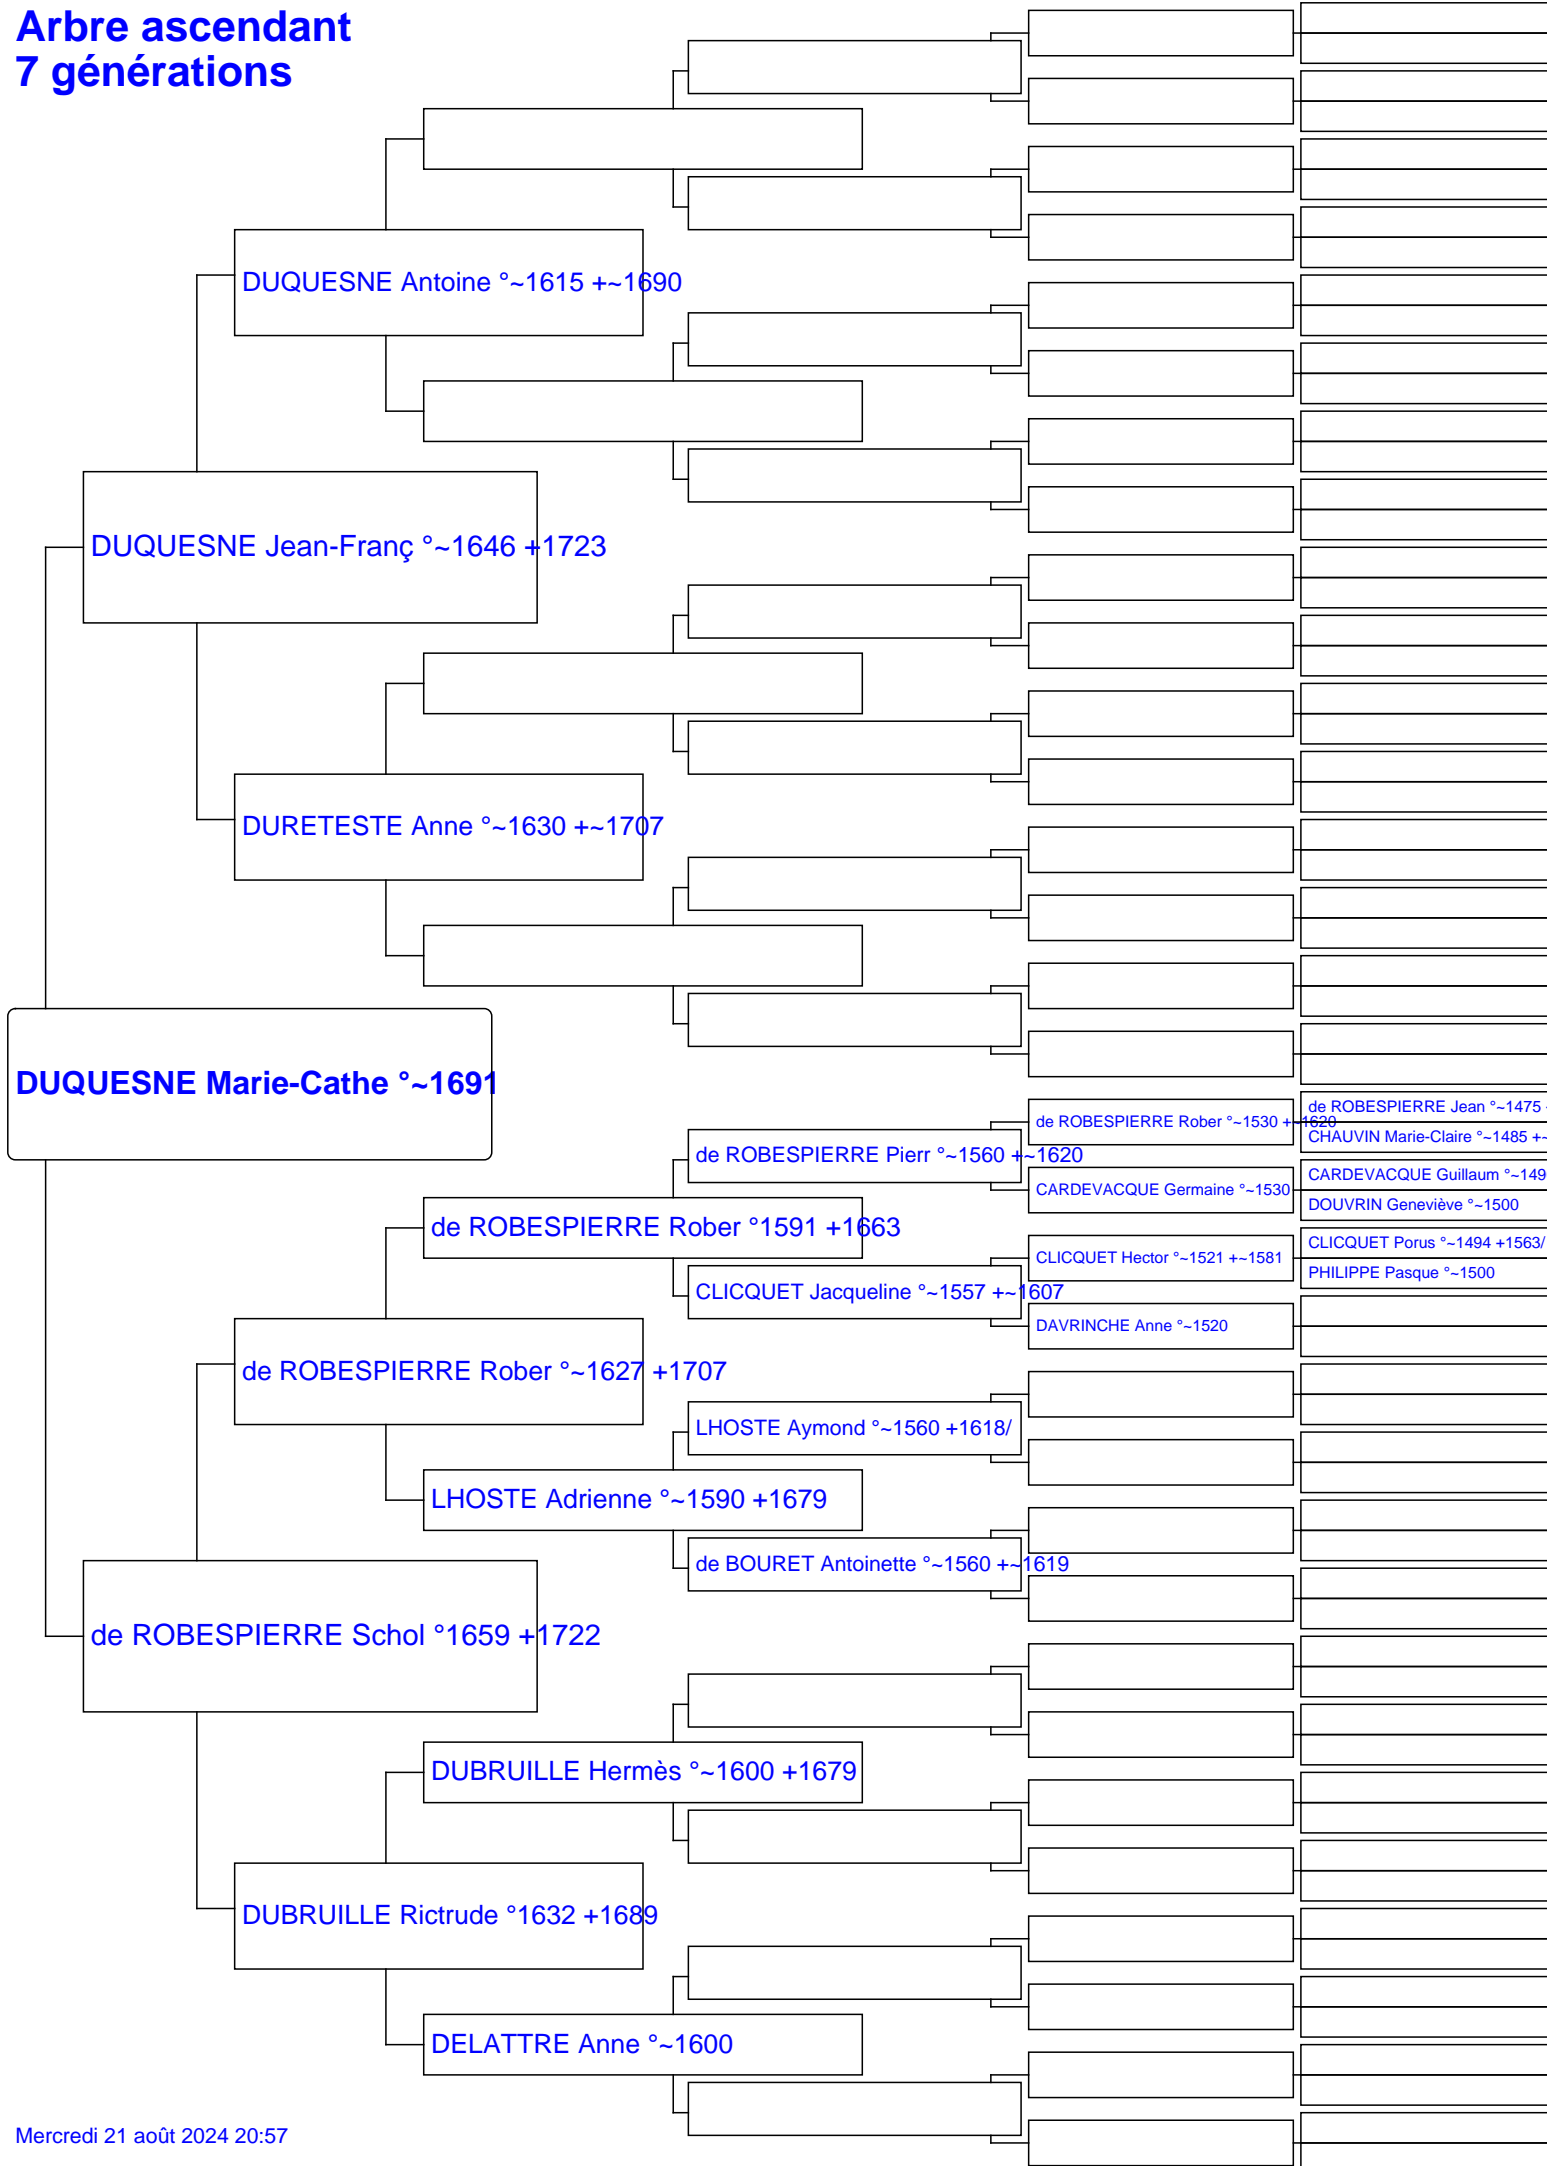 Arbre ascendant
7 générations
DUQUESNE Antoine °~1615 +~1690
DUQUESNE Jean-Franç °~1646 +1723
DURETESTE Anne °~1630 +~1707
DUQUESNE Marie-Cathe °~1691
de ROBESPIERRE Jean °~1475
de ROBESPIERRE Rober °~1530 +~1620
CHAUVIN Marie-Claire °~1485 +~
de ROBESPIERRE Pierr °~1560 +~1620
CARDEVACQUE Guillaum °~149
CARDEVACQUE Germaine °~1530
DOUVRIN Geneviève °~1500
de ROBESPIERRE Rober °1591 +1663
CLICQUET Porus °~1494 +1563/
CLICQUET Hector °~1521 +~1581
PHILIPPE Pasque °~1500
CLICQUET Jacqueline °~1557 +~1607
DAVRINCHE Anne °~1520
de ROBESPIERRE Rober °~1627 +1707
LHOSTE Aymond °~1560 +1618/
LHOSTE Adrienne °~1590 +1679
de BOURET Antoinette °~1560 +~1619
de ROBESPIERRE Schol °1659 +1722
DUBRUILLE Hermès °~1600 +1679
DUBRUILLE Rictrude °1632 +1689
DELATTRE Anne °~1600
Mercredi 21 août 2024 20:57